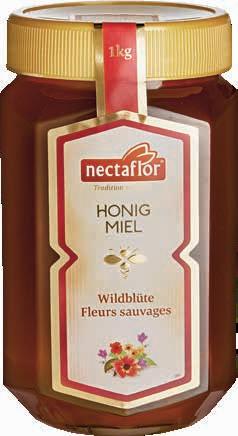 1kg
nectaflor®
Tradition
HONIG
MIEL
Wildblüte
Fleurs sauvages